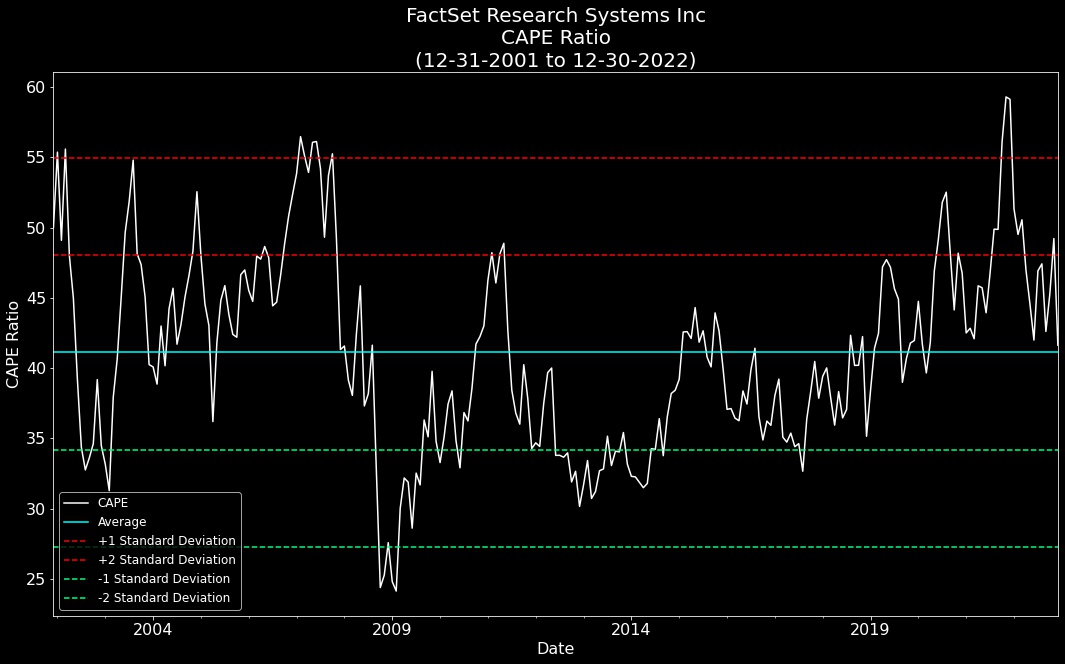 FactSet Research Systems Inc
CAPE Ratio
(12-31-2001 to 12-30-2022)
60
55
50
45
40
35
30
25
CAPE Ratio
CAPE
Average
+1 Standard Deviation
+2 Standard Deviation
-1 Standard Deviation
-2 Standard Deviation
2004
2009
2014
2019
Date